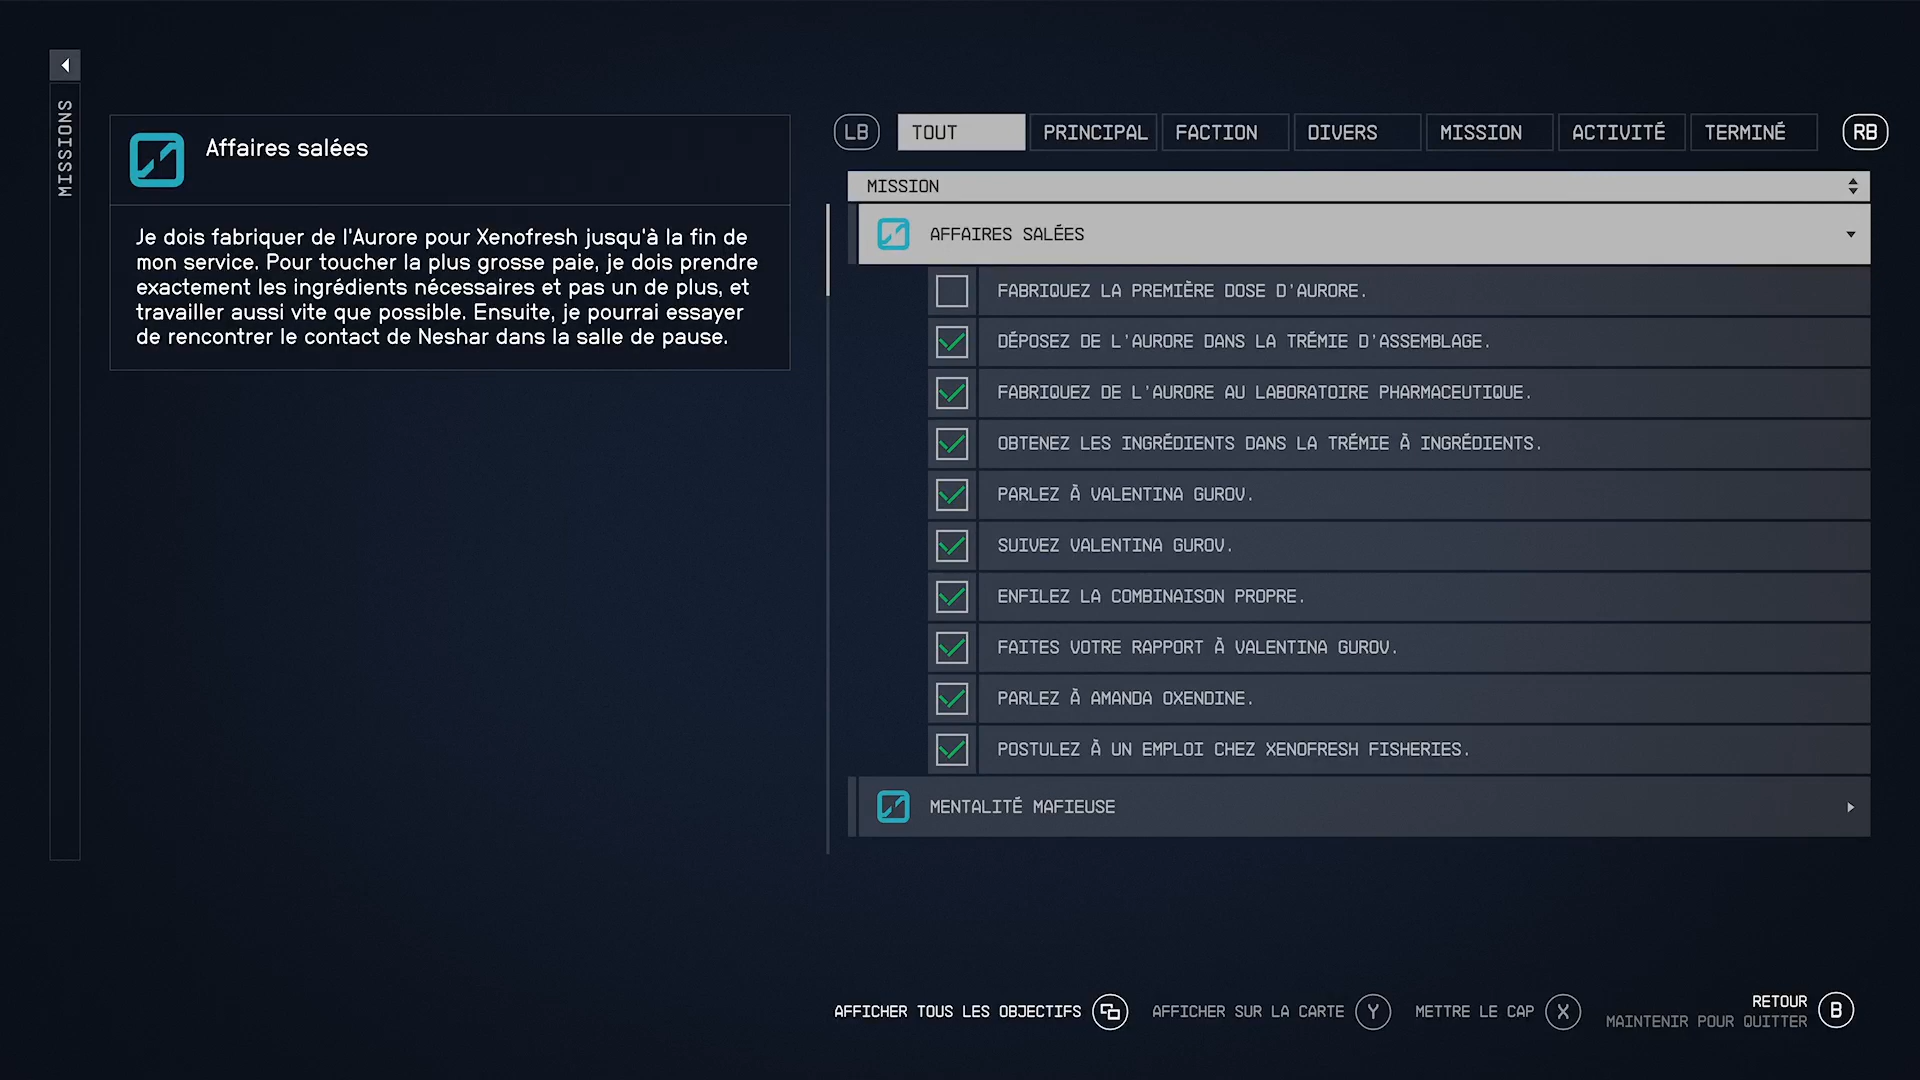 MISSIONS
Affaires salées
Je dois fabriquer de l'Aurore pour Xenofresh jusqu'à la fin de
mon service. Pour toucher la plus grosse paie, je dois prendre
exactement les ingrédients nécessaires et pas un de plus, et
travailler aussi vite que possible. Ensuite, je pourrai essayer
de rencontrer le contact de Neshar dans la salle de pause.
LB TOUT PRINCIPAL FACTION DIVERS MISSION ACTIVITÉ TERMINÉ RB
MISSION
AFFAIRES SALÉES
FABRIQUEZ LA PREMIÈRE DOSE D'AURORE.
DÉPOSEZ DE L'AURORE DANS LA TRÉMIE D'ASSEMBLAGE.
FABRIQUEZ DE L'AURORE AU LABORATOIRE PHARMACEUTIQUE.
OBTENEZ LES INGRÉDIENTS DANS LA TRÉMIE À INGRÉDIENTS.
PARLEZ À VALENTINA GUROV.
SUIVEZ VALENTINA GUROV.
ENFILEZ LA COMBINAISON PROPRE.
FAITES VOTRE RAPPORT À VALENTINA GUROV.
PARLEZ À AMANDA OXENDINE.
POSTULEZ À UN EMPLOI CHEZ XENOFRESH FISHERIES.
MENTALITÉ MAFIEUSE
AFFICHER TOUS LES OBJECTIFS AFFICHER SUR LA CARTE Y METTRE LE CAP X RETOUR B
MAINTENIR POUR QUITTER